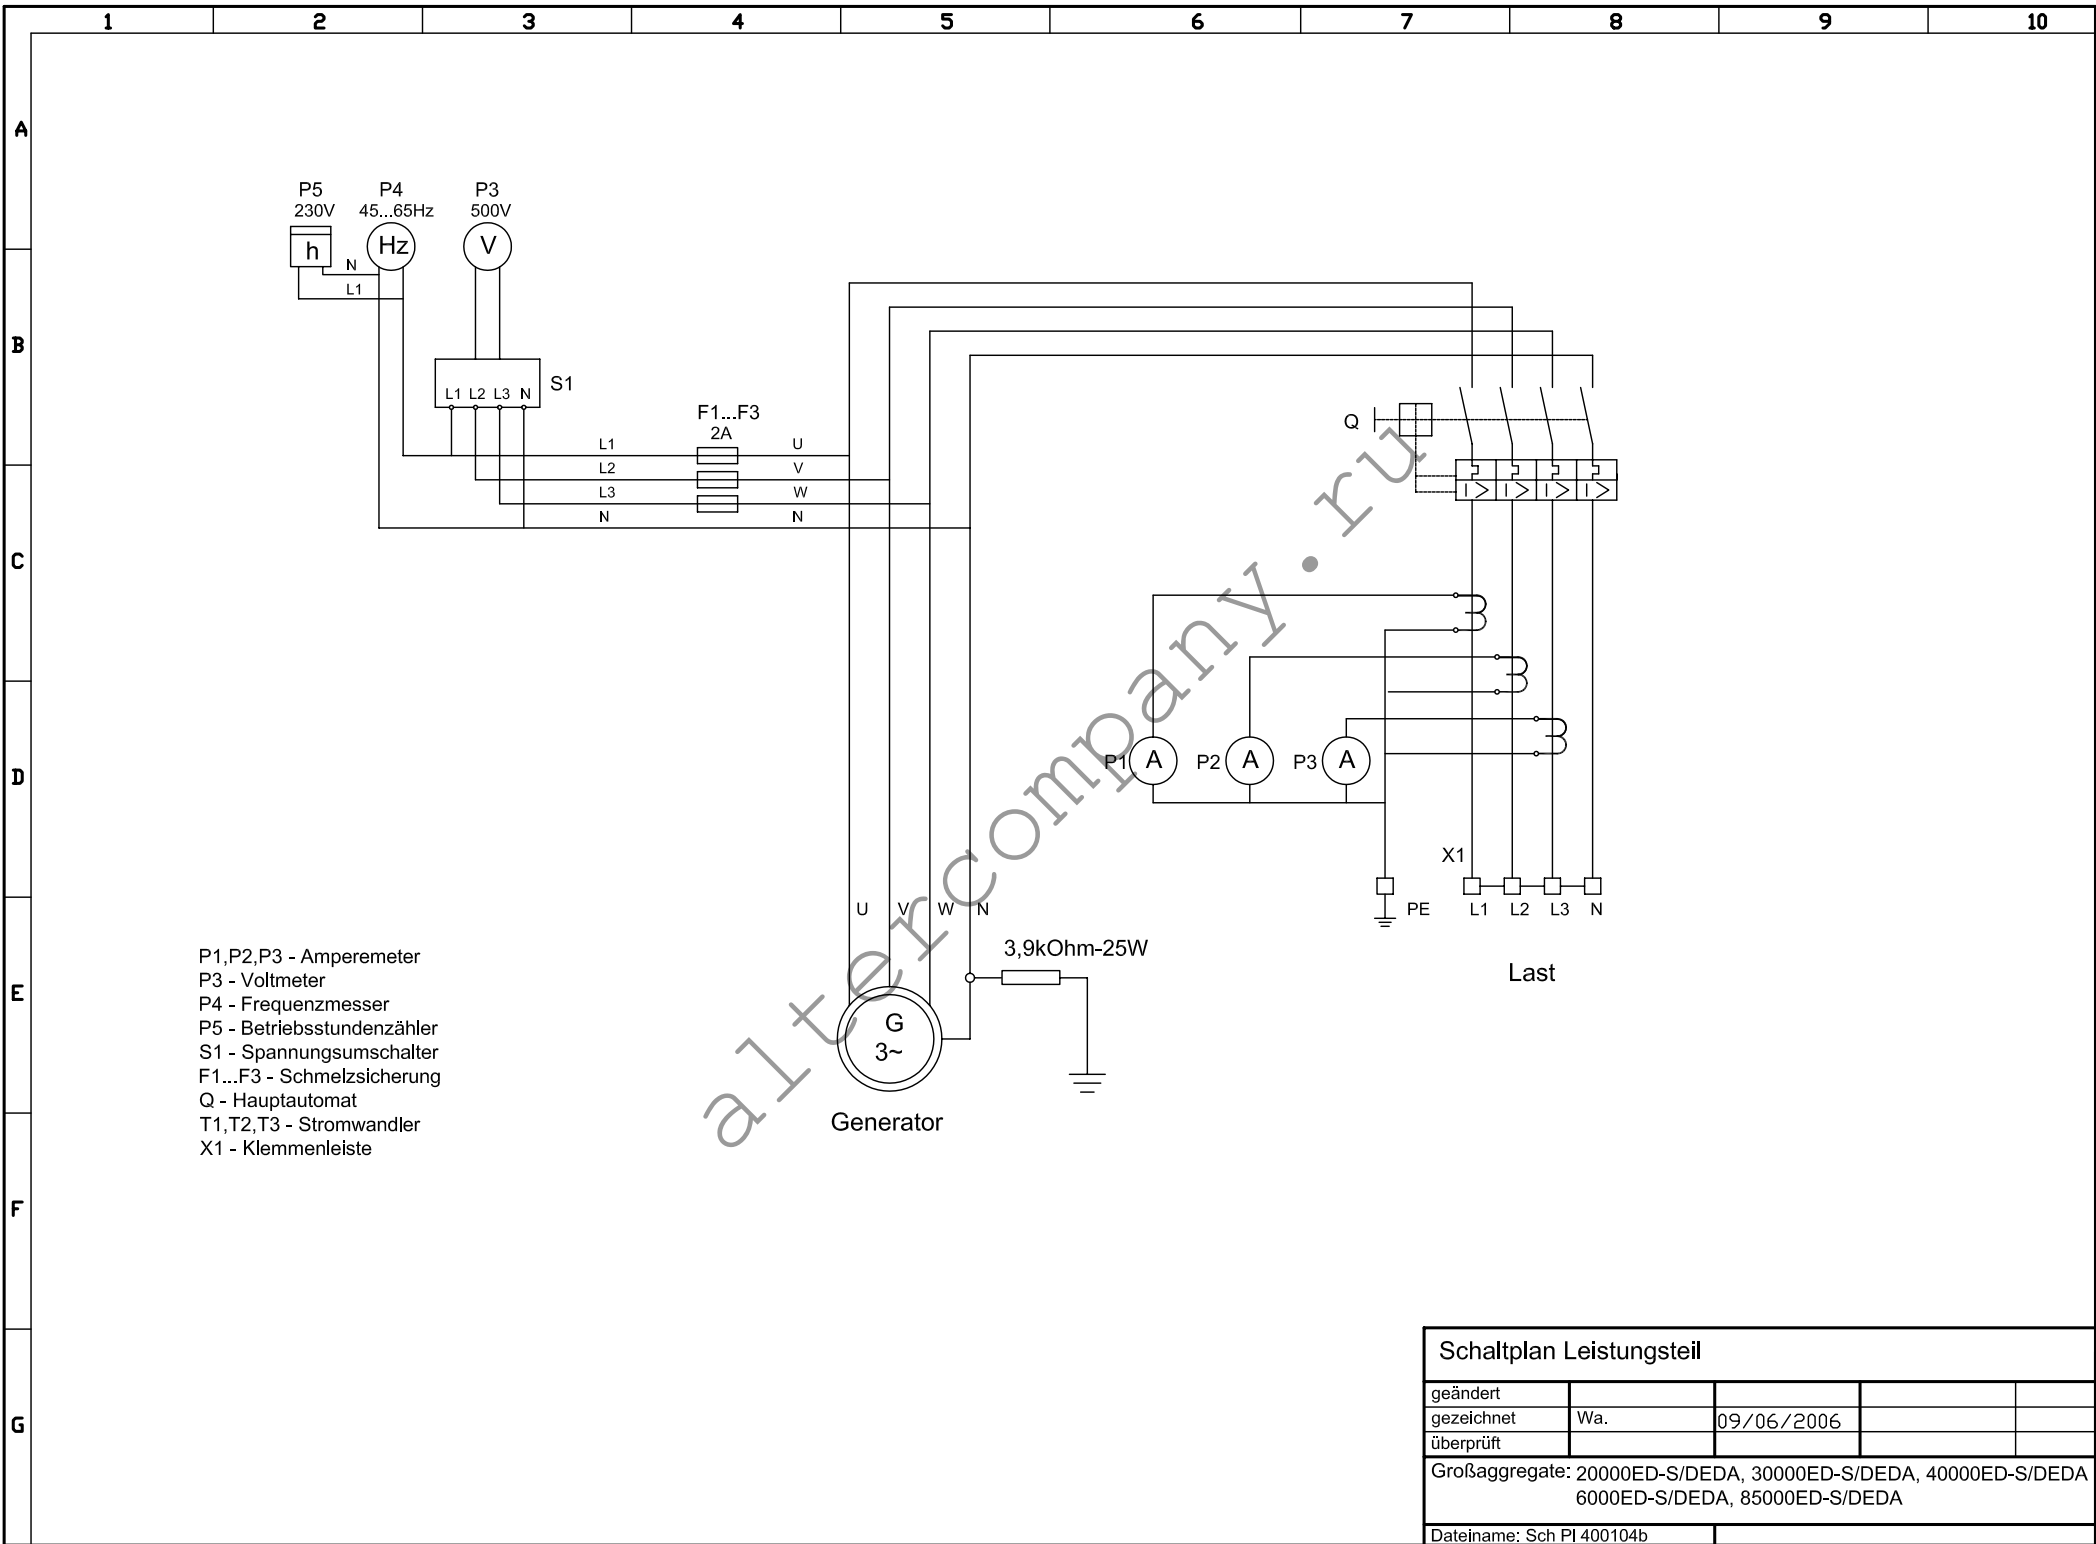 1 2 3 4 5 6 7 8 9 10
A
B
C
D
E
F
G
P5 P4 P3
230V 45...65Hz 500V
h Hz V
N
L1
L1 L2 L3 N S1
F1...F3
2A
L1 U
L2 V
L3 W
N N
Q
I> I> I> I>
P1 A P2 A P3 A
X1
PE L1 L2 L3 N
Last
U V W N
3,9kOhm-25W
G
3~
Generator
P1,P2,P3 - Amperemeter
P3 - Voltmeter
P4 - Frequenzmesser
P5 - Betriebsstundenzähler
S1 - Spannungsumschalter
F1...F3 - Schmelzsicherung
Q - Hauptautomat
T1,T2,T3 - Stromwandler
X1 - Klemmenleiste
altercompany.ru
Schaltplan Leistungsteil
geändert
gezeichnet Wa. 09/06/2006
überprüft
Großaggregate: 20000ED-S/DEDA, 30000ED-S/DEDA, 40000ED-S/DEDA
6000ED-S/DEDA, 85000ED-S/DEDA
Dateiname: Sch Pl 400104b